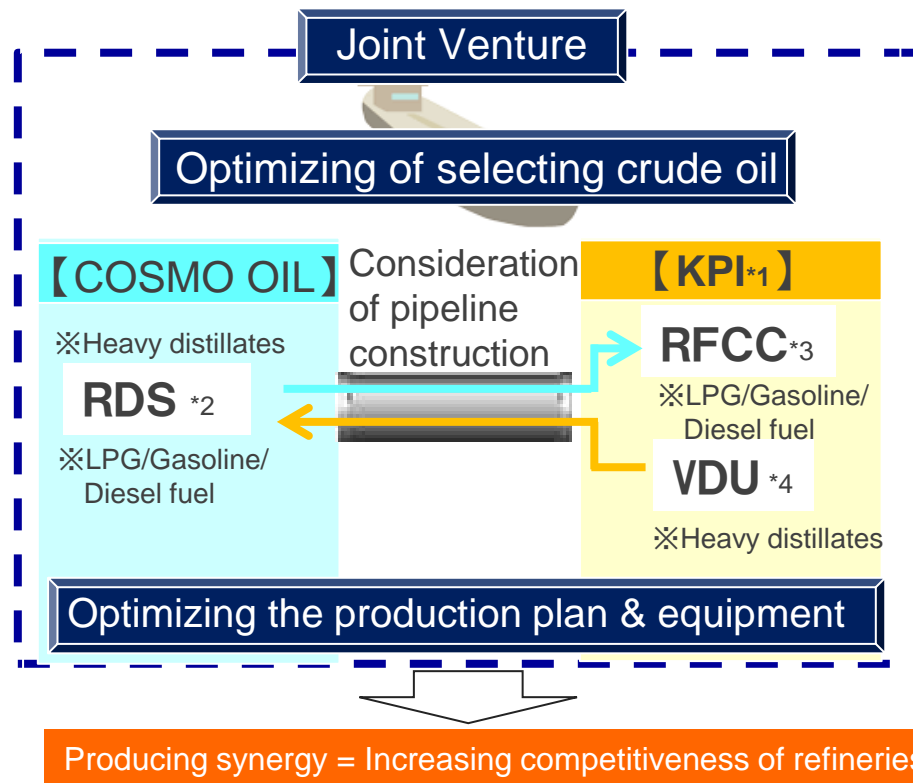 Joint Venture
Optimizing of selecting crude oil
【COSMO OIL】
※Heavy distillates
RDS *2
※LPG/Gasoline/
Diesel fuel
Consideration
of pipeline
construction
【KPI*1】
RFCC*3
※LPG/Gasoline/
Diesel fuel
VDU *4
※Heavy distillates
Optimizing the production plan & equipment
Producing synergy = Increasing competitiveness of refinerie